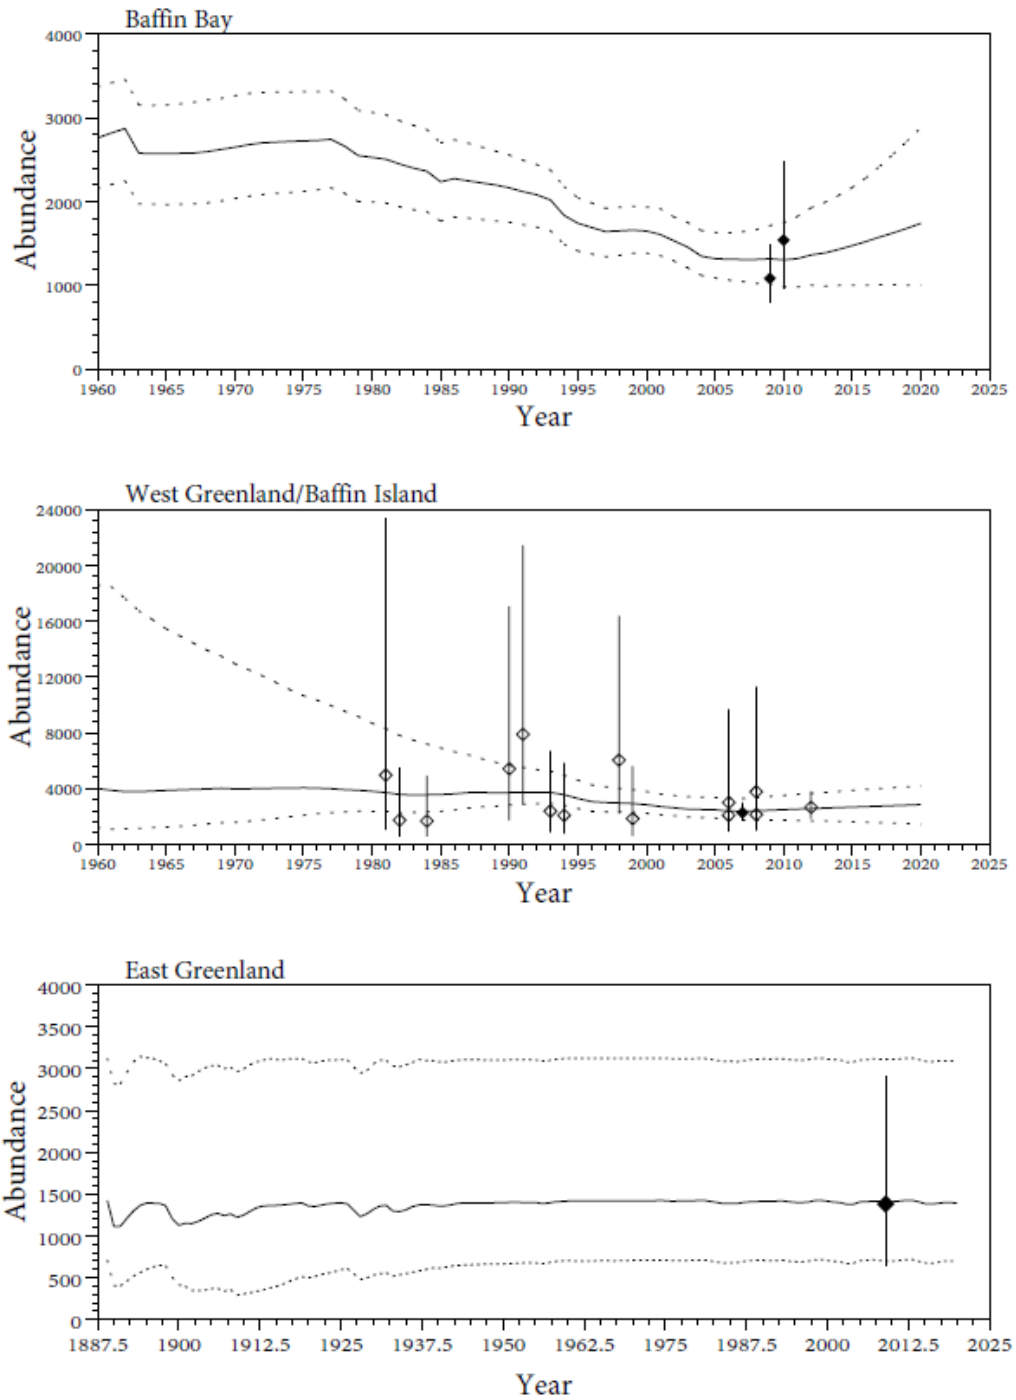 Baffin Bay
4000
3000
2000
1000
0
Abundance
1960 1965 1970 1975 1980 1985 1990 1995 2000 2005 2010 2015 2020 2025
Year
West Greenland/Baffin Island
24000
20000
16000
12000
8000
4000
0
Abundance
1960 1965 1970 1975 1980 1985 1990 1995 2000 2005 2010 2015 2020 2025
Year
East Greenland
4000
3500
3000
2500
2000
1500
1000
500
0
Abundance
1887.5 1900 1912.5 1925 1937.5 1950 1962.5 1975 1987.5 2000 2012.5 2025
Year